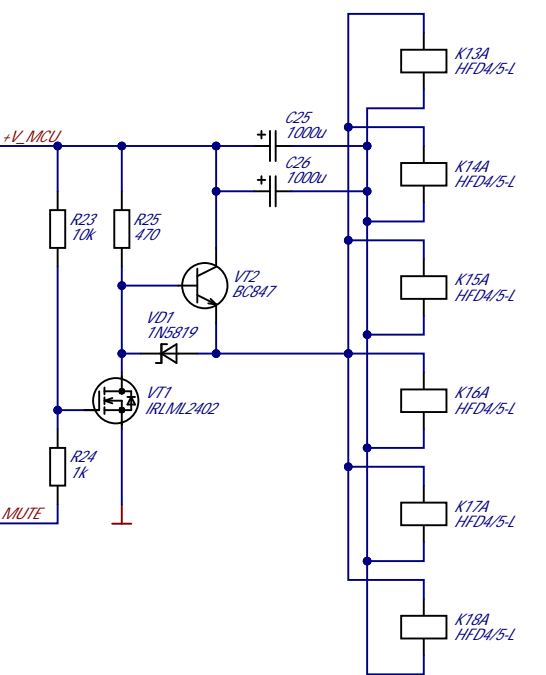 K13A
HFD4/5-L
C25
1000u
+
+V_MCU
K14A
HFD4/5-L
C26
1000u
+
R23
10k
R25
470
VT2
BC847
K15A
HFD4/5-L
VD1
1N5819
K16A
HFD4/5-L
VT1
IRLML2402
R24
1k
K17A
HFD4/5-L
MUTE
K18A
HFD4/5-L